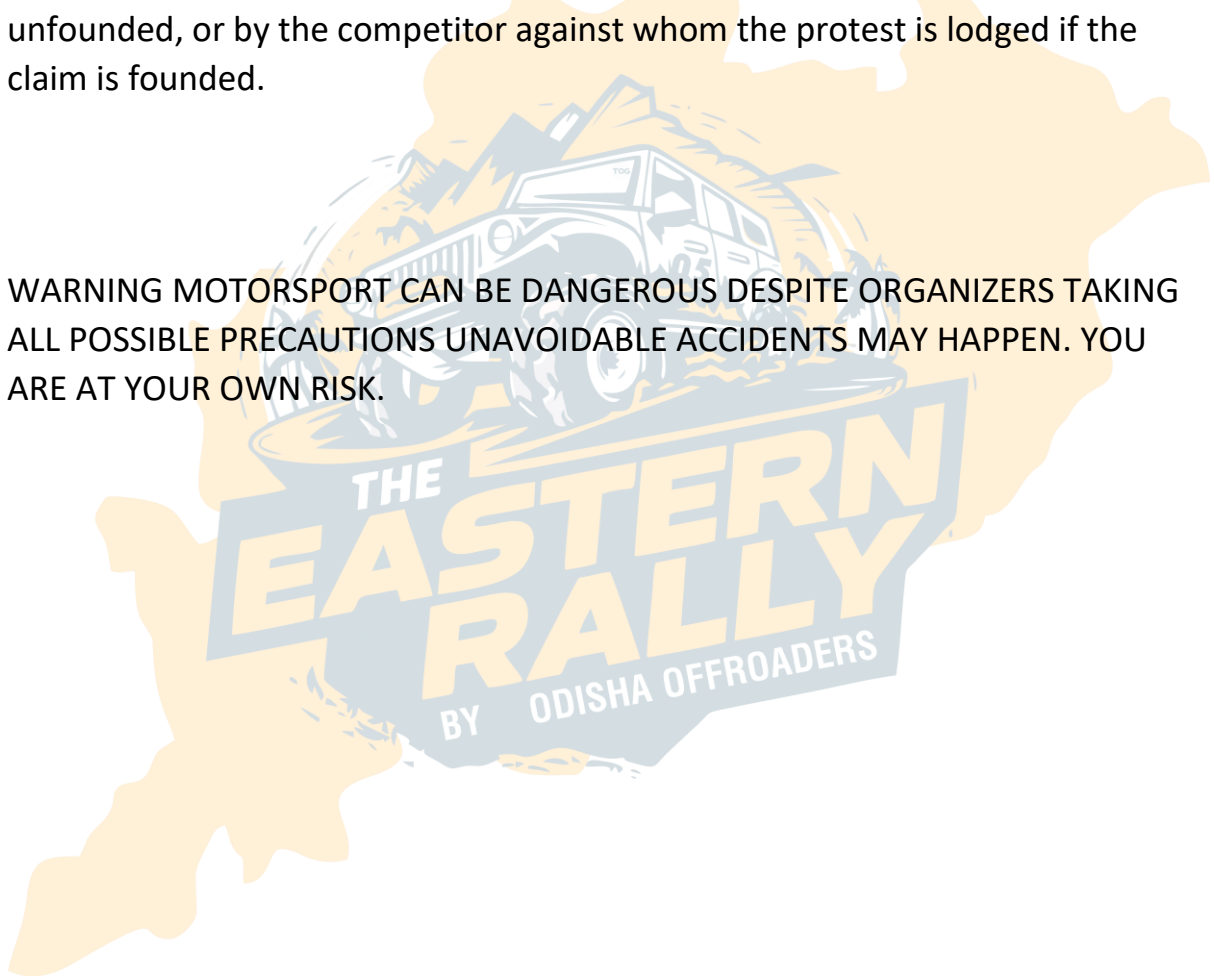 unfounded, or by the competitor against whom the protest is lodged if the
claim is founded.
TOG
05
WARNING MOTORSPORT CAN BE DANGEROUS DESPITE ORGANIZERS TAKING
ALL POSSIBLE PRECAUTIONS UNAVOIDABLE ACCIDENTS MAY HAPPEN. YOU
ARE AT YOUR OWN RISK.
THE
EASTERN
RALLY
BY ODISHA OFFROADERS